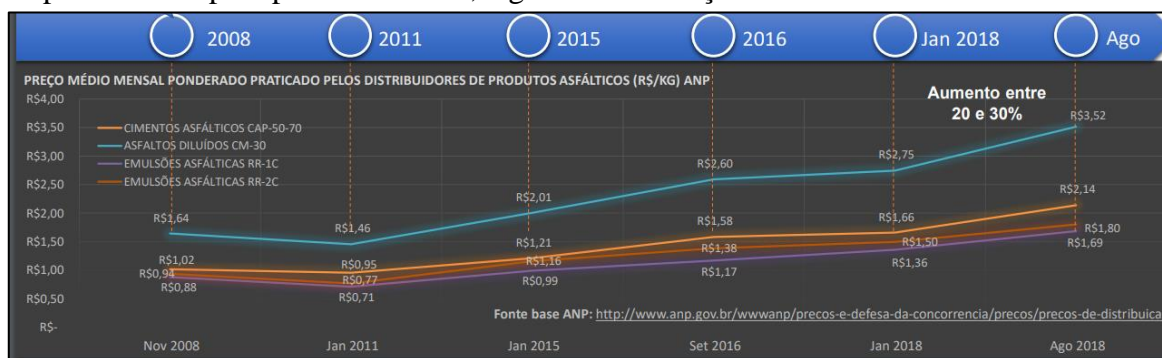 2008 2011 2015 2016 Jan 2018 Ago
PREÇO MÉDIO MENSAL PONDERADO PRATICADO PELOS DISTRIBUIDORES DE PRODUTOS ASFÁLTICOS (R$/KG) ANP
Aumento entre
20 e 30%
R$4,00
R$3,50
R$3,00
R$2,50
R$2,00
R$1,50
R$1,00
R$0,50
R$-
CIMENTOS ASFÁLTICOS CAP-50-70
ASFALTOS DILUÍDOS CM-30
EMULSÕES ASFÁLTICAS RR-1C
EMULSÕES ASFÁLTICAS RR-2C
R$1,64 R$1,46 R$2,01 R$2,60 R$2,75 R$3,52
R$1,02 R$0,95 R$1,21 R$1,58 R$1,66 R$2,14
R$0,94 R$0,77 R$1,16 R$1,38 R$1,50 R$1,80
R$0,88 R$0,71 R$0,99 R$1,17 R$1,36 R$1,69
Fonte base ANP: http://www.anp.gov.br/wwwanp/precos-e-defesa-da-concorrencia/precos/precos-de-distribuica
Nov 2008 Jan 2011 Jan 2015 Set 2016 Jan 2018 Ago 2018